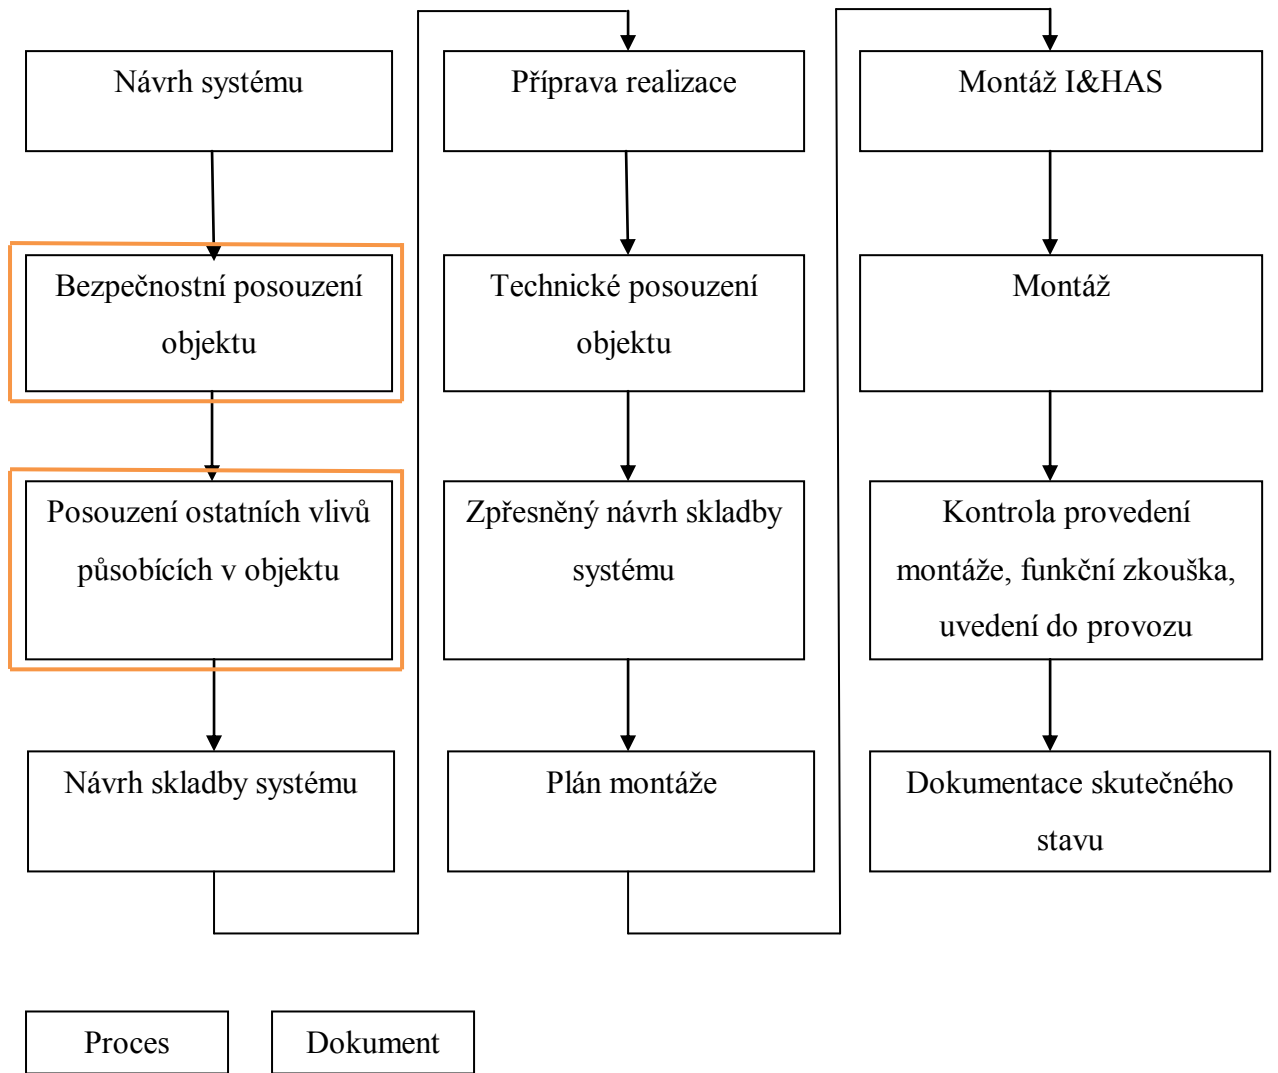 Návrh systému
Bezpečnostní posouzení
objektu
Posouzení ostatních vlivů
působících v objektu
Návrh skladby systému
Příprava realizace
Technické posouzení
objektu
Zpřesněný návrh skladby
systému
Plán montáže
Montáž I&HAS
Montáž
Kontrola provedení
montáže, funkční zkouška,
uvedení do provozu
Dokumentace skutečného
stavu
Proces
Dokument